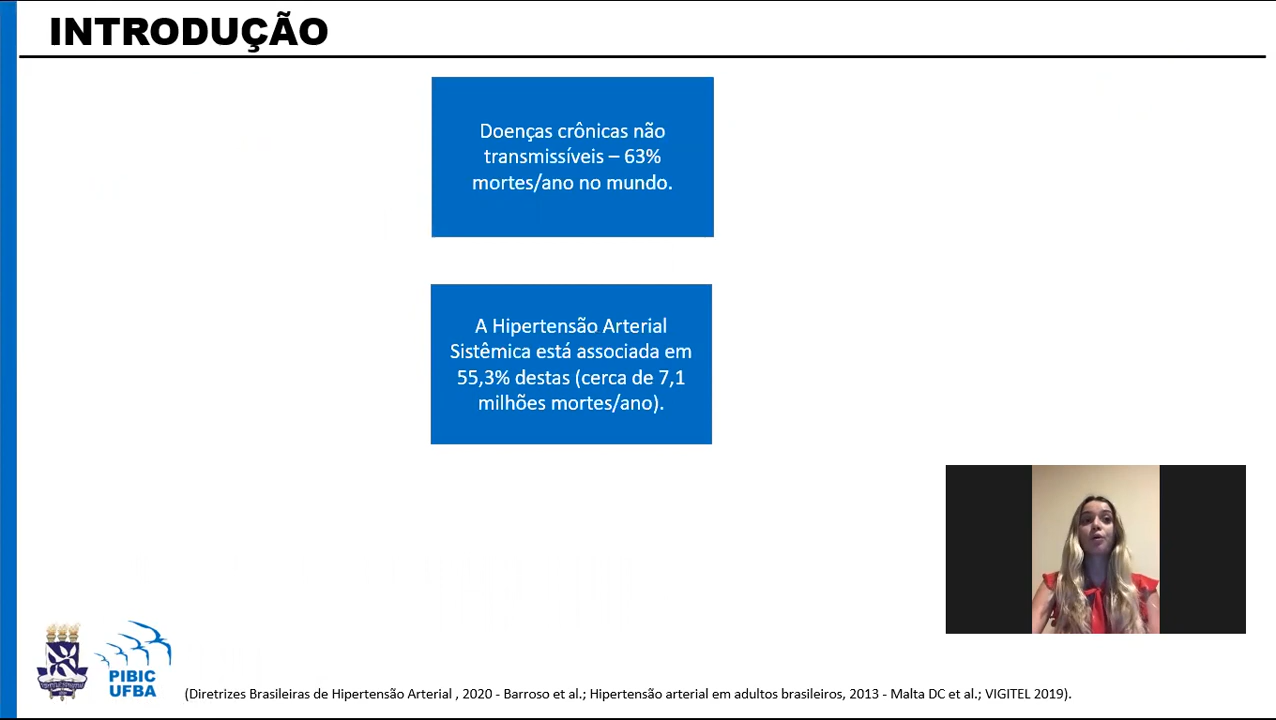 INTRODUÇÃO
Doenças crônicas não
transmissíveis – 63%
mortes/ano no mundo.
A Hipertensão Arterial
Sistêmica está associada em
55,3% destas (cerca de 7,1
milhões mortes/ano).
PIBIC
UFBA
(Diretrizes Brasileiras de Hipertensão Arterial , 2020 - Barroso et al.; Hipertensão arterial em adultos brasileiros, 2013 - Malta DC et al.; VIGITEL 2019).